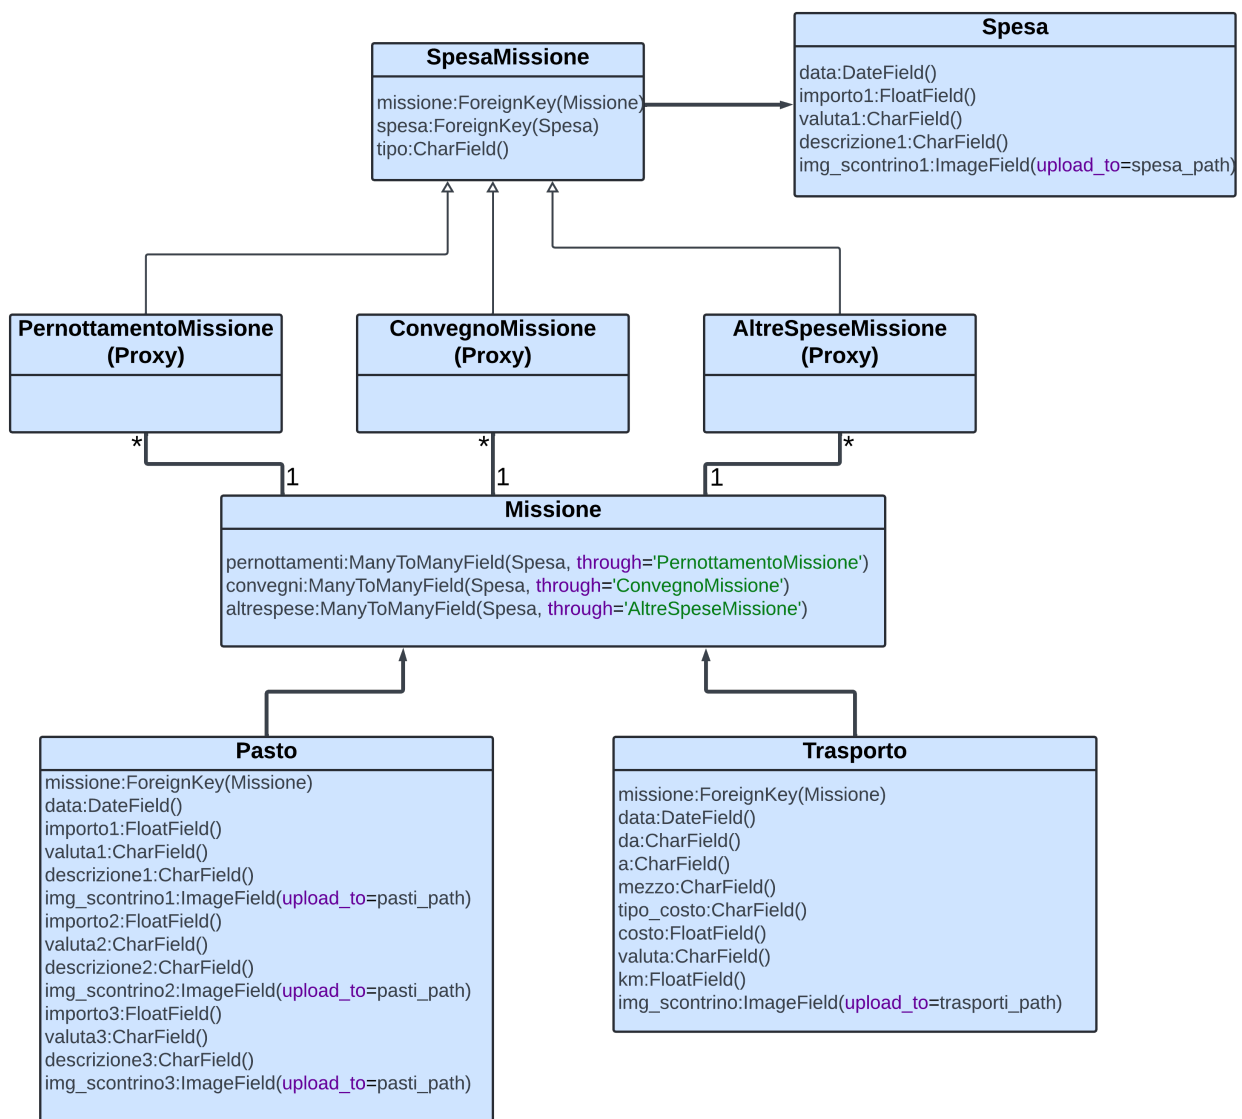 SpesaMissione
missione:ForeignKey(Missione)
spesa:ForeignKey(Spesa)
tipo:CharField()
Spesa
data:DateField()
importo1:FloatField()
valuta1:CharField()
descrizione1:CharField()
img_scontrino1:ImageField(upload_to=spesa_path)
PernottamentoMissione
(Proxy)
ConvegnoMissione
(Proxy)
AltreSpeseMissione
(Proxy)
*
*
*
1
1
1
Missione
pernottamenti:ManyToManyField(Spesa, through='PernottamentoMissione')
convegni:ManyToManyField(Spesa, through='ConvegnoMissione')
altrespese:ManyToManyField(Spesa, through='AltreSpeseMissione')
Pasto
missione:ForeignKey(Missione)
data:DateField()
importo1:FloatField()
valuta1:CharField()
descrizione1:CharField()
img_scontrino1:ImageField(upload_to=pasti_path)
importo2:FloatField()
valuta2:CharField()
descrizione2:CharField()
img_scontrino2:ImageField(upload_to=pasti_path)
importo3:FloatField()
valuta3:CharField()
descrizione3:CharField()
img_scontrino3:ImageField(upload_to=pasti_path)
Trasporto
missione:ForeignKey(Missione)
data:DateField()
da:CharField()
a:CharField()
mezzo:CharField()
tipo_costo:CharField()
costo:FloatField()
valuta:CharField()
km:FloatField()
img_scontrino:ImageField(upload_to=trasporti_path)